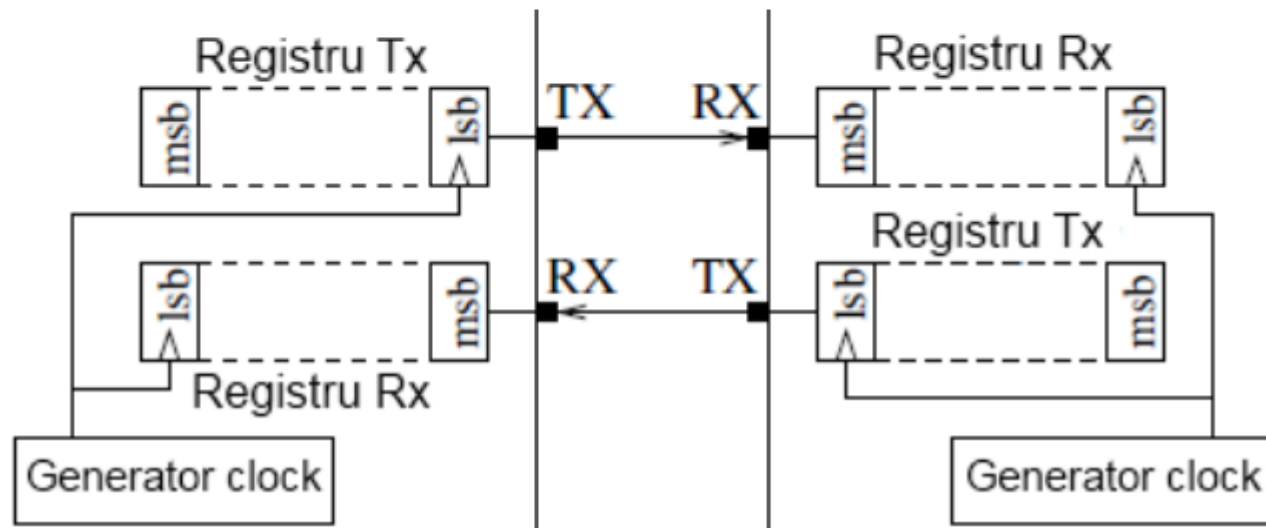 Registru Tx
msb
lsb
TX
RX
Registru Rx
msb
lsb
lsb
msb
RX
Registru Rx
Registru Tx
TX
lsb
msb
Generator clock
Generator clock